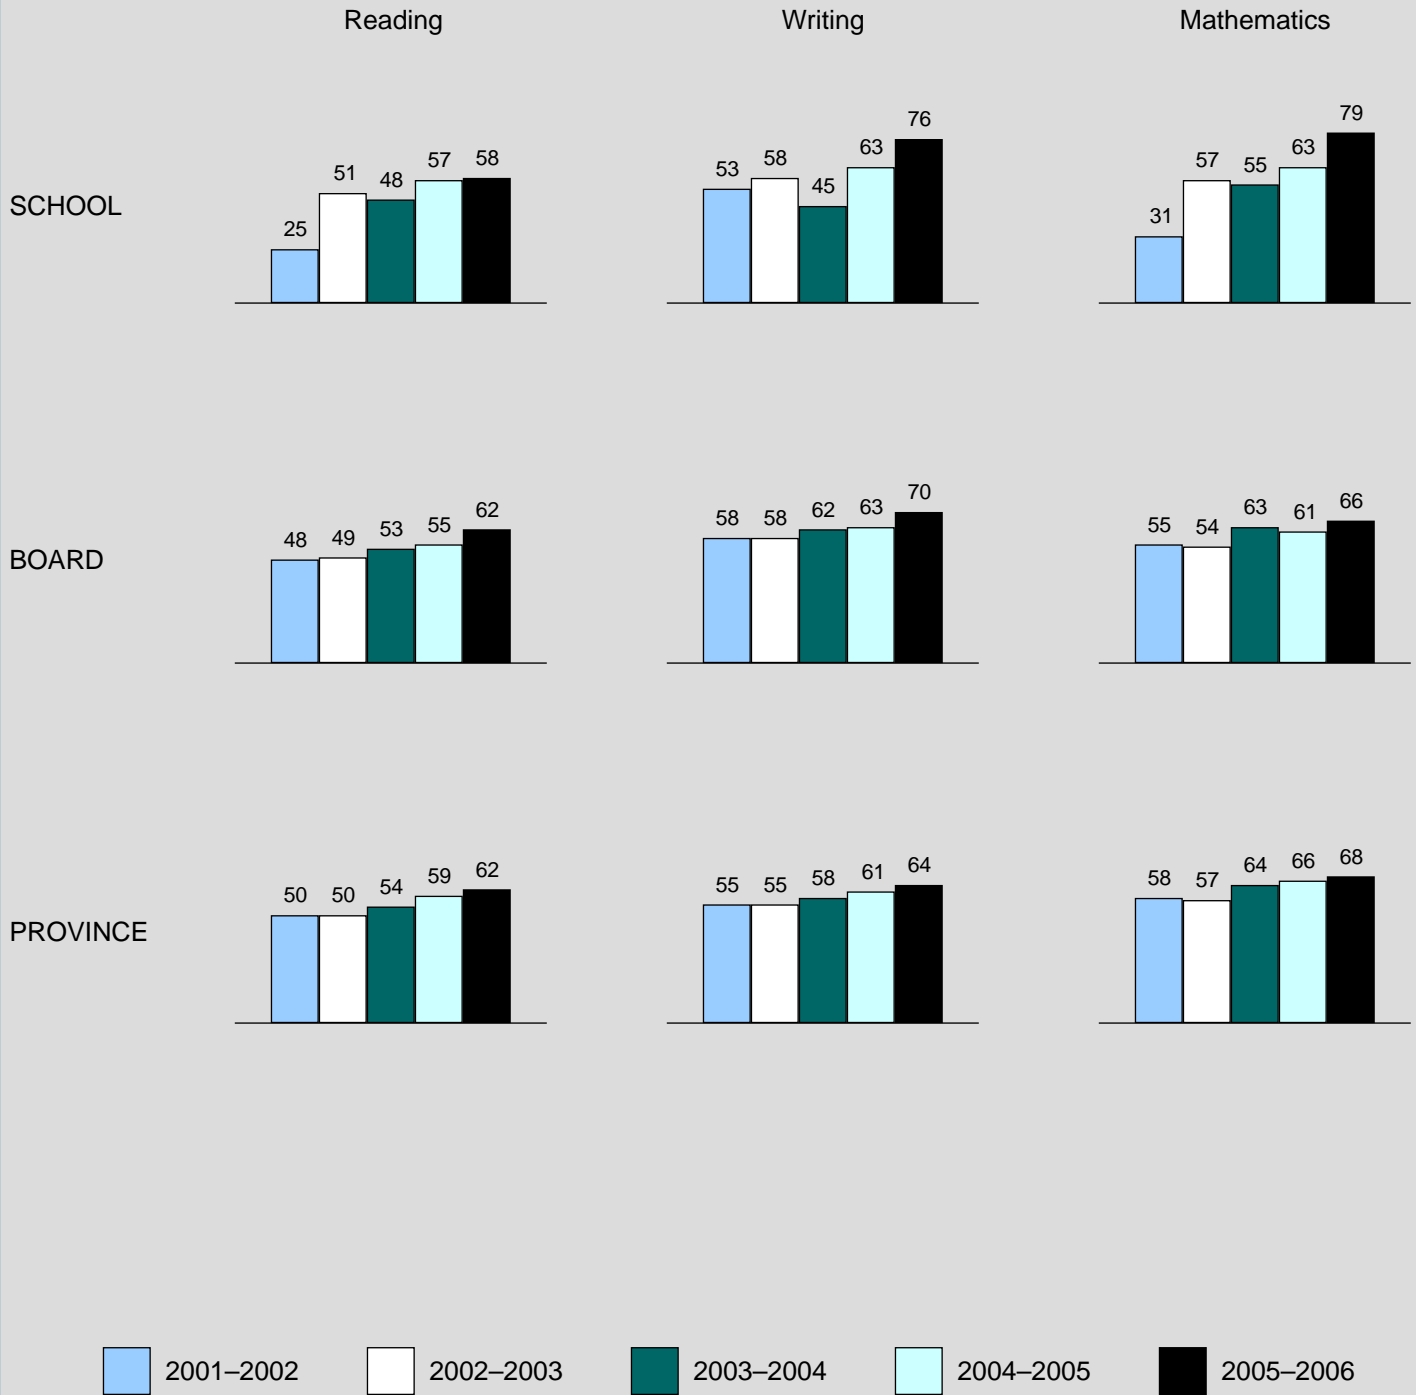 Reading Writing Mathematics
SCHOOL
25 51 48 57 58
53 58 45 63 76
31 57 55 63 79
BOARD
48 49 53 55 62
58 58 62 63 70
55 54 63 61 66
PROVINCE
50 50 54 59 62
55 55 58 61 64
58 57 64 66 68
2001–2002 2002–2003 2003–2004 2004–2005 2005–2006